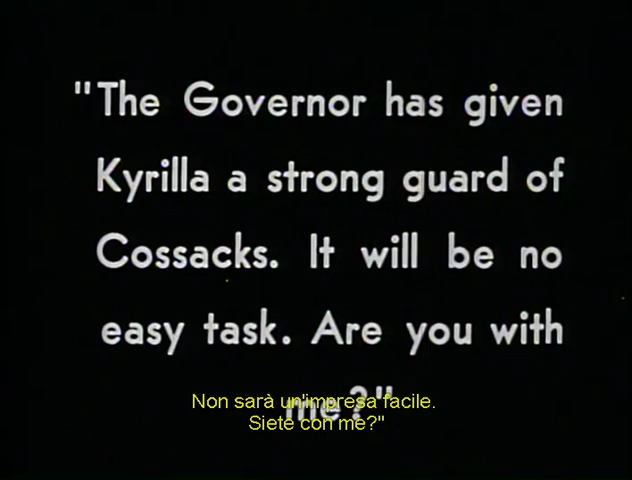 "The Governor has given
Kyrilla a strong guard of
Cossacks. It will be no
easy task. Are you with
me?"
Non sarà un'impresa facile.
Siete con me?"